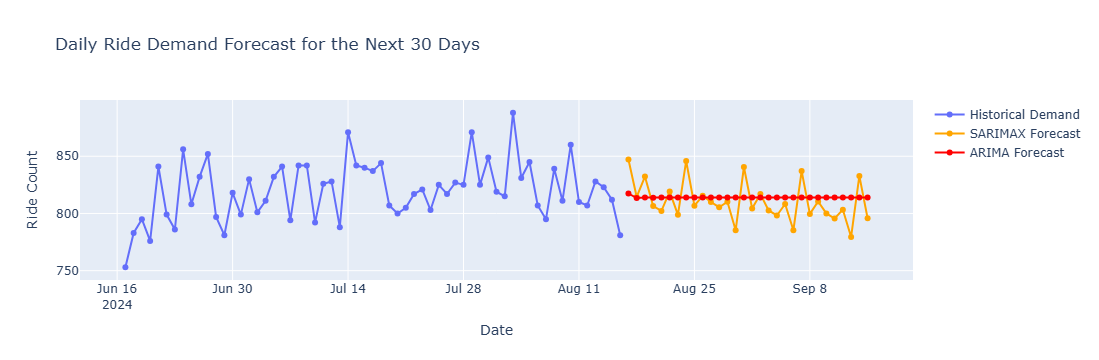 Daily Ride Demand Forecast for the Next 30 Days
Historical Demand
SARIMAX Forecast
ARIMA Forecast
Ride Count
850
800
750
Jun 16
2024
Jun 30
Jul 14
Jul 28
Aug 11
Aug 25
Sep 8
Date